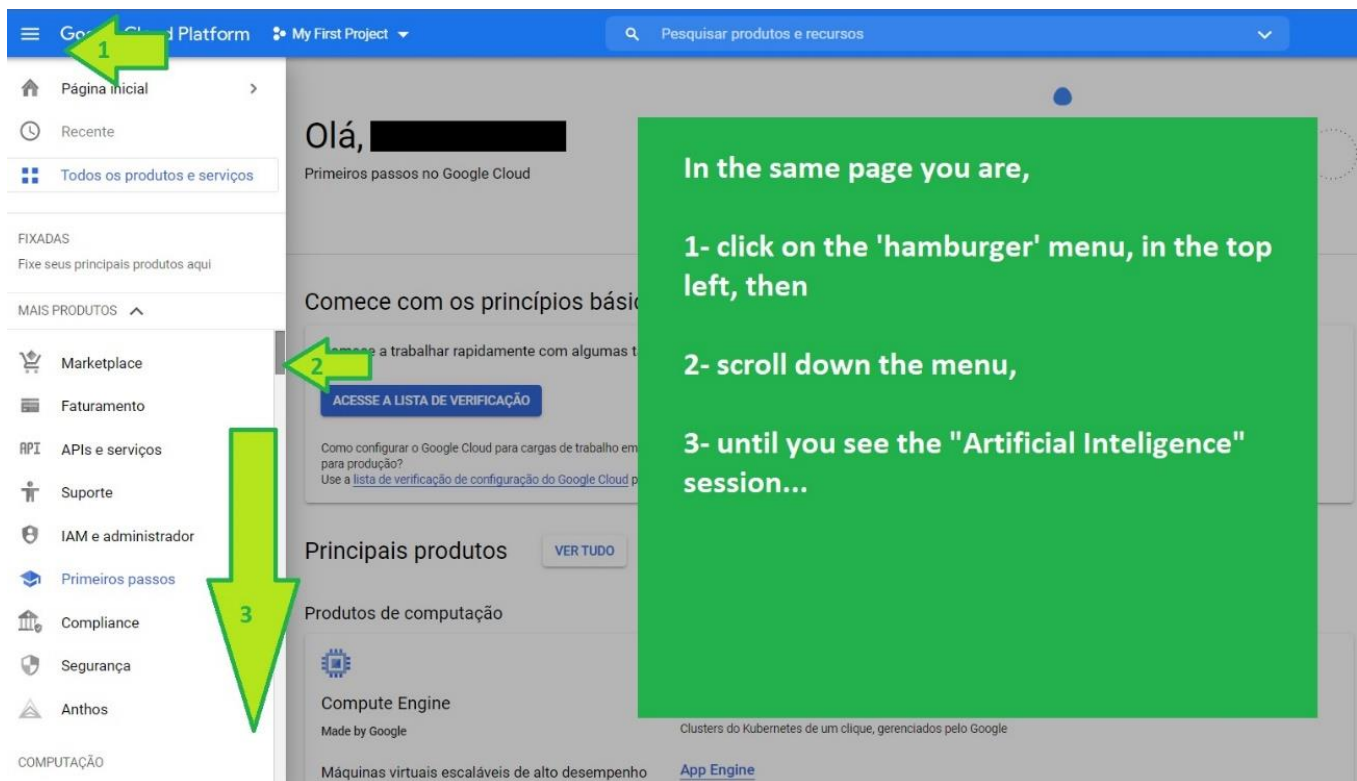 Platform
My First Project
Pesquisar produtos e recursos
1
Página inicial
Recente
Todos os produtos e serviços
FIXADAS
Fixe seus principais produtos aqui
MAIS PRODUTOS
Marketplace
Faturamento
API APIs e serviços
Suporte
IAM e administrador
Primeiros passos
Compliance
Segurança
Anthos
COMPUTAÇÃO
2
3
Olá,
Primeiros passos no Google Cloud
Comece com os princípios
a trabalhar rapidamente com algumas
ACESSE A LISTA DE VERIFICAÇÃO
Como configurar o Google Cloud para cargas de trabalho em
para produção?
Use a lista de verificação de configuração do Google Cloud
Principais produtos
VER TUDO
Produtos de computação
Compute Engine
Made by Google
Máquinas virtuais escaláveis de alto desempenho
In the same page you are,
1- click on the 'hamburger' menu, in the top
left, then
2- scroll down the menu,
3- until you see the "Artificial Inteligence"
session...
Clusters do Kubernetes de um clique, gerenciados pelo Google
App Engine